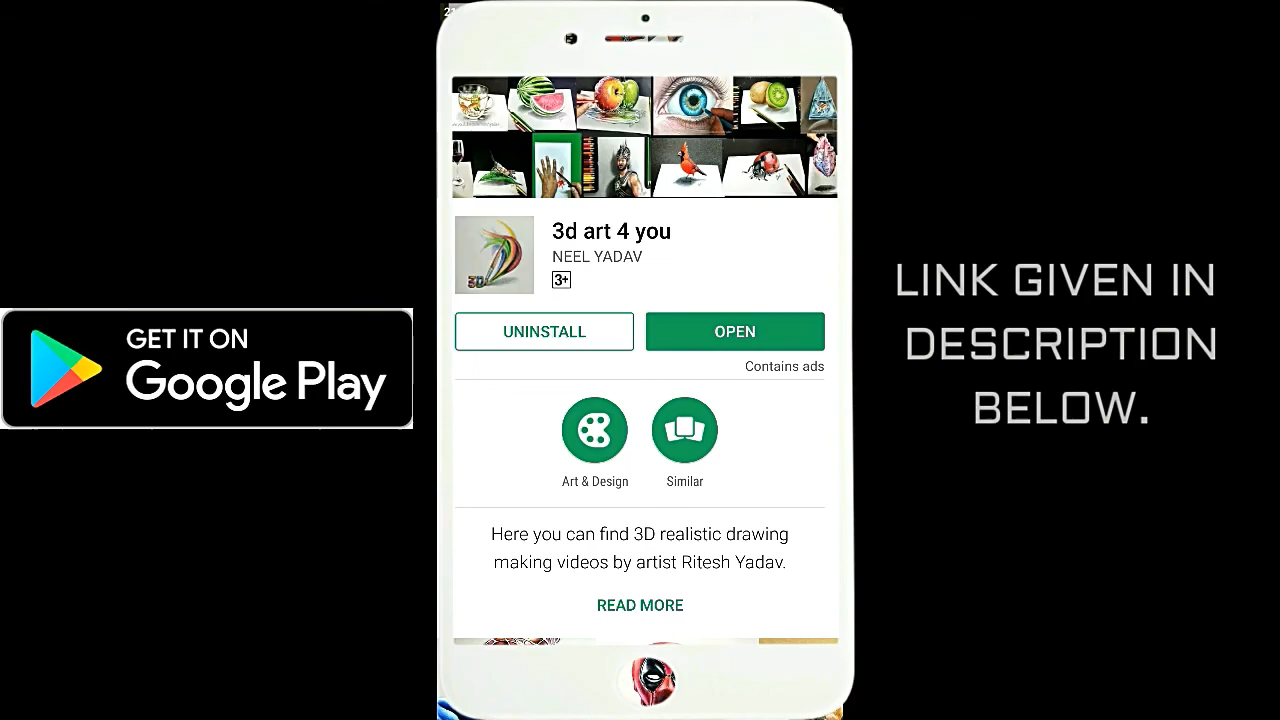 GET IT ON
Google Play
3d art 4 you
NEEL YADAV
3+
UNINSTALL
OPEN
Contains ads
Art & Design
Similar
Here you can find 3D realistic drawing
making videos by artist Ritesh Yadav.
READ MORE
LINK GIVEN IN
DESCRIPTION
BELOW.